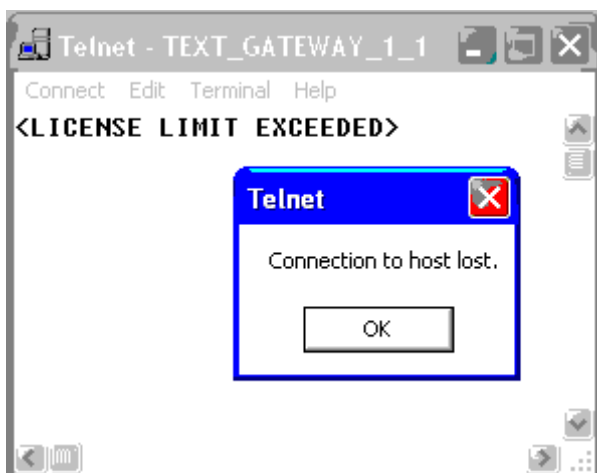 Telnet - TEXT_GATEWAY_1_1
Connect Edit Terminal Help
<LICENSE LIMIT EXCEEDED>
Telnet
Connection to host lost.
OK